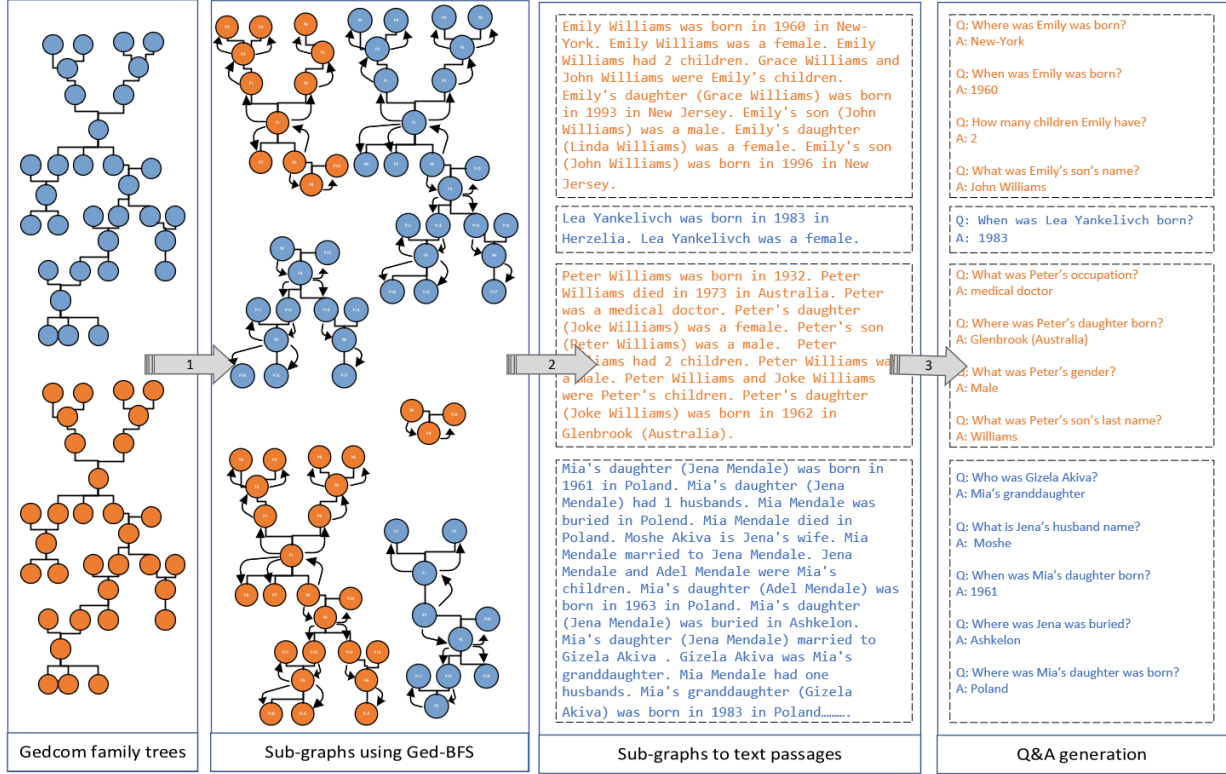 Emily Williams was born in 1960 in New-
York. Emily Williams was a female. Emily
Williams had 2 children. Grace Williams and
John Williams were Emily's children.
Emily's daughter (Grace Williams) was born
in 1993 in New Jersey. Emily's son (John
Williams) was a male. Emily's daughter
(Linda Williams) was a female. Emily's son
(John Williams) was born in 1996 in New
Jersey.
Lea Yankelivch was born in 1983 in
Herzelia. Lea Yankelivch was a female.
Peter Williams was born in 1932. Peter
Williams died in 1973 in Australia. Peter
was a medical doctor. Peter's daughter
(Joke Williams) was a female. Peter's son
(Peter Williams) was a male. Peter
Williams had 2 children. Peter Williams was
a male. Peter Williams and Joke Williams
were Peter's children. Peter's daughter
(Joke Williams) was born in 1962 in
Glenbrook (Australia).
Mia's daughter (Jena Mendale) was born in
1961 in Poland. Mia's daughter (Jena
Mendale) had 1 husbands. Mia Mendale was
buried in Polend. Mia Mendale died in
Poland. Moshe Akiva is Jena's wife. Mia
Mendale married to Jena Mendale. Jena
Mendale and Adel Mendale were Mia's
children. Mia's daughter (Adel Mendale) was
born in 1963 in Poland. Mia's daughter
(Jena Mendale) was buried in Ashkelon.
Mia's daughter (Jena Mendale) married to
Gizela Akiva . Gizela Akiva was Mia's
granddaughter. Mia Mendale had one
husbands. Mia's granddaughter (Gizela
Akiva) was born in 1983 in Poland………
Q: Where was Emily was born?
A: New-York
Q: When was Emily was born?
A: 1960
Q: How many children Emily have?
A: 2
Q: What was Emily's son's name?
A: John Williams
Q: When was Lea Yankelivch born?
A: 1983
Q: What was Peter's occupation?
A: medical doctor
Q: Where was Peter's daughter born?
A: Glenbrook (Australia)
Q: What was Peter's gender?
A: Male
Q: What was Peter's son's last name?
A: Williams
Q: Who was Gizela Akiva?
A: Mia's granddaughter
Q: What is Jena's husband name?
A: Moshe
Q: When was Mia's daughter born?
A: 1961
Q: Where was Jena was buried?
A: Ashkelon
Q: Where was Mia's daughter was born?
A: Poland
1
2
3
Gedcom family trees
Sub-graphs using Ged-BFS
Sub-graphs to text passages
Q&A generation